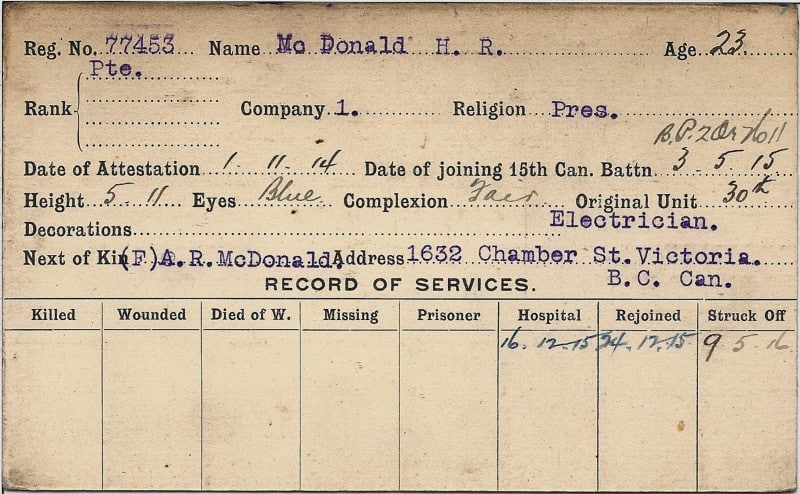 Reg. No. 77453 Name Mc Donald H. R. Age 23
Pte.
Rank Company 1. Religion Pres.
B.P. 2
Date of Attestation 1 11 14 Date of joining 15th Can. Battn 3 5 15
Height 5 11 Eyes Blue Complexion Fair Original Unit 30th
Decorations Electrician.
Next of Kin (F) A. R. McDonald. Address 1632 Chamber St. Victoria.
RECORD OF SERVICES. B. C. Can.
Killed Wounded Died of W. Missing Prisoner Hospital Rejoined Struck Off
16. 12. 15 24. 12. 15 9 5 16